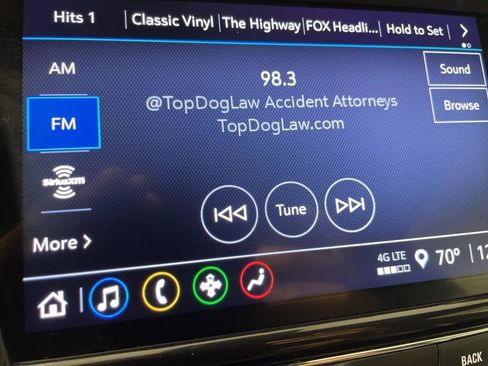 Hits 1 Classic Vinyl The Highway FOX Headli... Hold to Set
AM
98.3
Sound
@TopDogLaw Accident Attorneys
Browse
FM
TopDogLaw.com
SiriusXM
Tune
More
4G LTE
70°
BACK